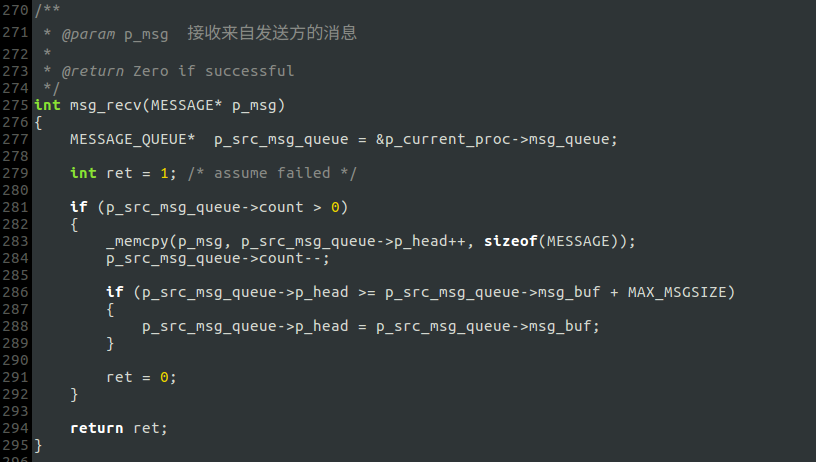 270 /**
271  * @param p_msg  接收来自发送方的消息
272  *
273  * @return Zero if successful
274  */
275 int msg_recv(MESSAGE* p_msg)
276 {
277     MESSAGE_QUEUE*  p_src_msg_queue = &p_current_proc->msg_queue;
278
279     int ret = 1; /* assume failed */
280
281     if (p_src_msg_queue->count > 0)
282     {
283         _memcpy(p_msg, p_src_msg_queue->p_head++, sizeof(MESSAGE));
284         p_src_msg_queue->count--;
285
286         if (p_src_msg_queue->p_head >= p_src_msg_queue->msg_buf + MAX_MSGSIZE)
287         {
288             p_src_msg_queue->p_head = p_src_msg_queue->msg_buf;
289         }
290
291         ret = 0;
292     }
293
294     return ret;
295 }
296